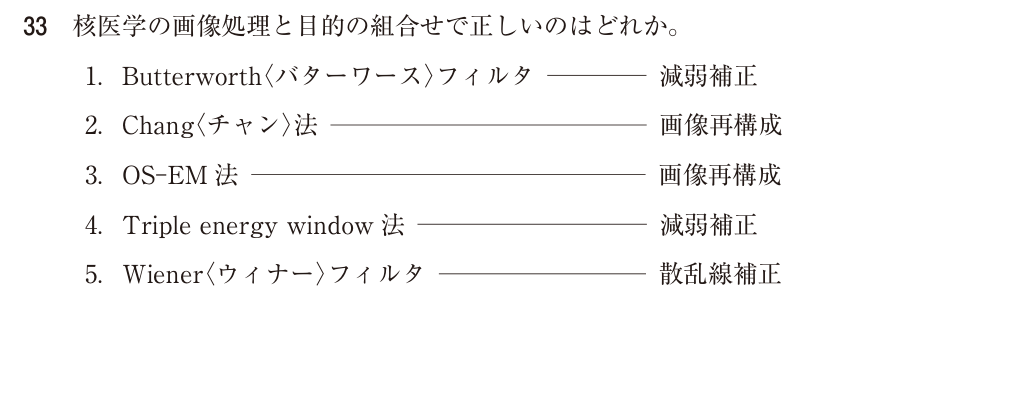 33 核医学の画像処理と目的の組合せで正しいのはどれか。
1. Butterworth〈バターワース〉フィルタ ──── 減弱補正
2. Chang〈チャン〉法 ──── 画像再構成
3. OS-EM 法 ──── 画像再構成
4. Triple energy window 法 ──── 減弱補正
5. Wiener〈ウィナー〉フィルタ ──── 散乱線補正